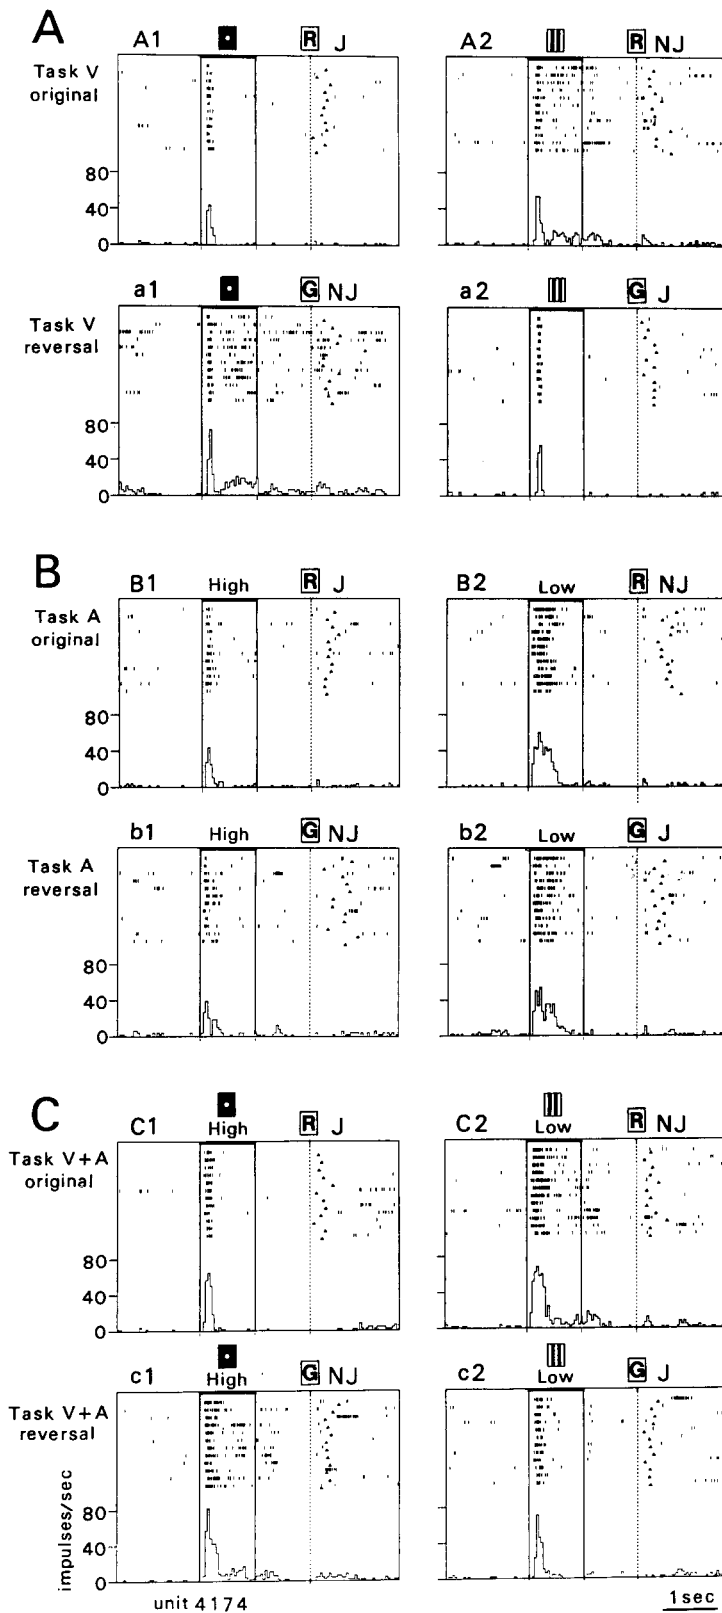 A
A1 R J
A2 R NJ
Task V
original
80
40
0
a1 G NJ
a2 G J
Task V
reversal
80
40
0
B
B1 High R J
B2 Low R NJ
Task A
original
80
40
0
b1 High G NJ
b2 Low G J
Task A
reversal
80
40
0
C
C1 High R J
C2 Low R NJ
Task V+A
original
80
40
0
c1 High G NJ
c2 Low G J
Task V+A
reversal
impulses/sec
80
40
0
unit 4174
1sec